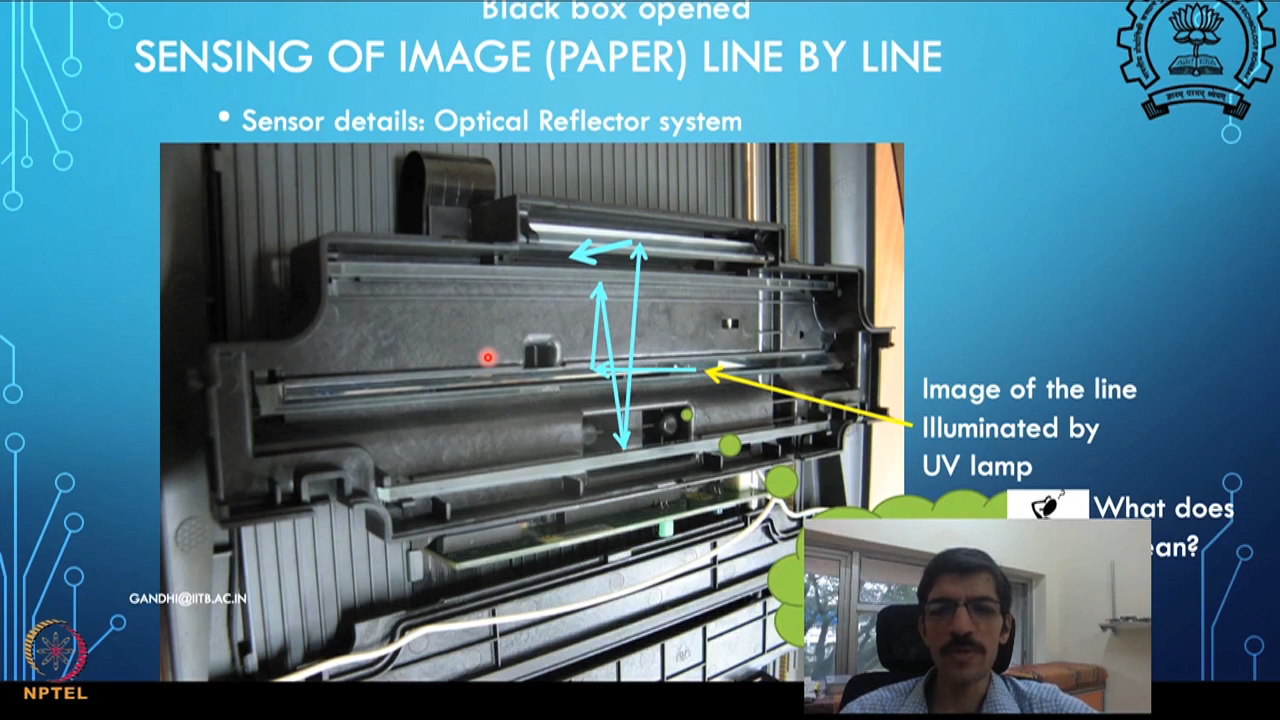 Black box opened
SENSING OF IMAGE (PAPER) LINE BY LINE
• Sensor details: Optical Reflector system
Image of the line
Illuminated by
UV lamp
What does
ean?
GANDHI@IITB.AC.IN
NPTEL